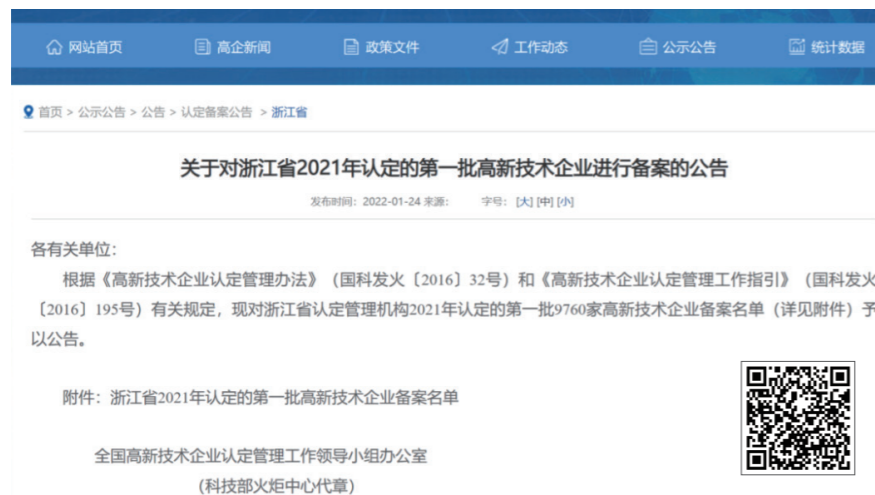 网站首页 高企新闻 政策文件 工作动态 公示公告 统计数据
首页 > 公示公告 > 公告 > 认定备案公告 > 浙江省
关于对浙江省2021年认定的第一批高新技术企业进行备案的公告
发布时间：2022-01-24 来源： 字号：[大] [中] [小]
各有关单位：
根据《高新技术企业认定管理办法》（国科发火〔2016〕32号）和《高新技术企业认定管理工作指引》（国科发火
〔2016〕195号）有关规定，现对浙江省认定管理机构2021年认定的第一批9760家高新技术企业备案名单（详见附件）予
以公告。
附件：浙江省2021年认定的第一批高新技术企业备案名单
全国高新技术企业认定管理工作领导小组办公室
（科技部火炬中心代章）